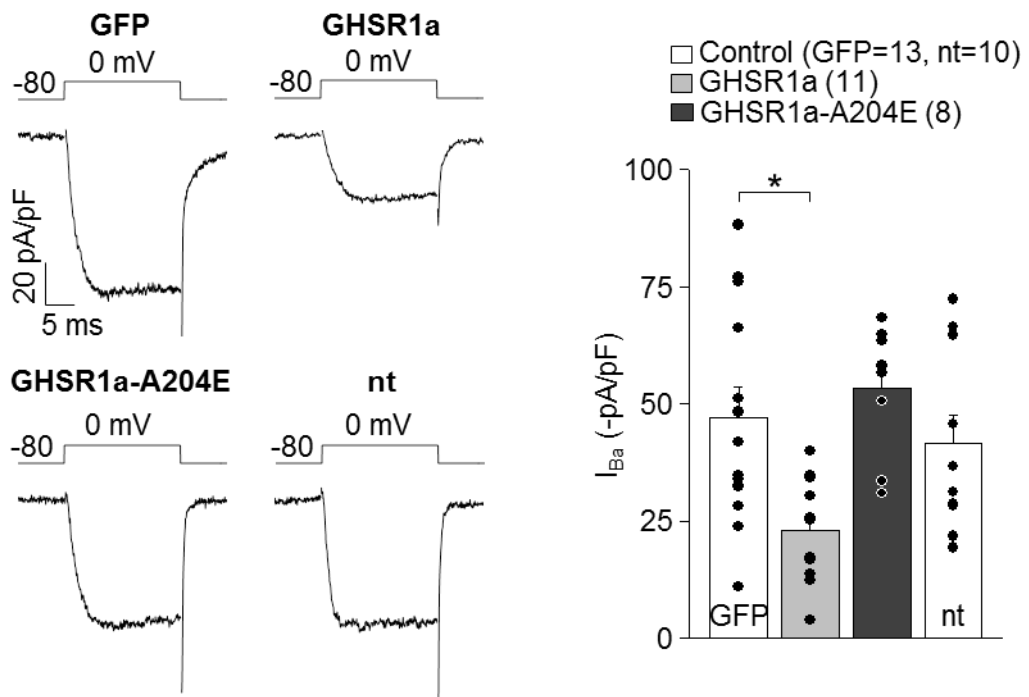 GFP
0 mV
-80
20 pA/pF
5 ms
GHSR1a
0 mV
-80
GHSR1a-A204E
0 mV
-80
nt
0 mV
-80
Control (GFP=13, nt=10)
GHSR1a (11)
GHSR1a-A204E (8)
I_Ba (-pA/pF)
100
75
50
25
0
*
GFP
nt